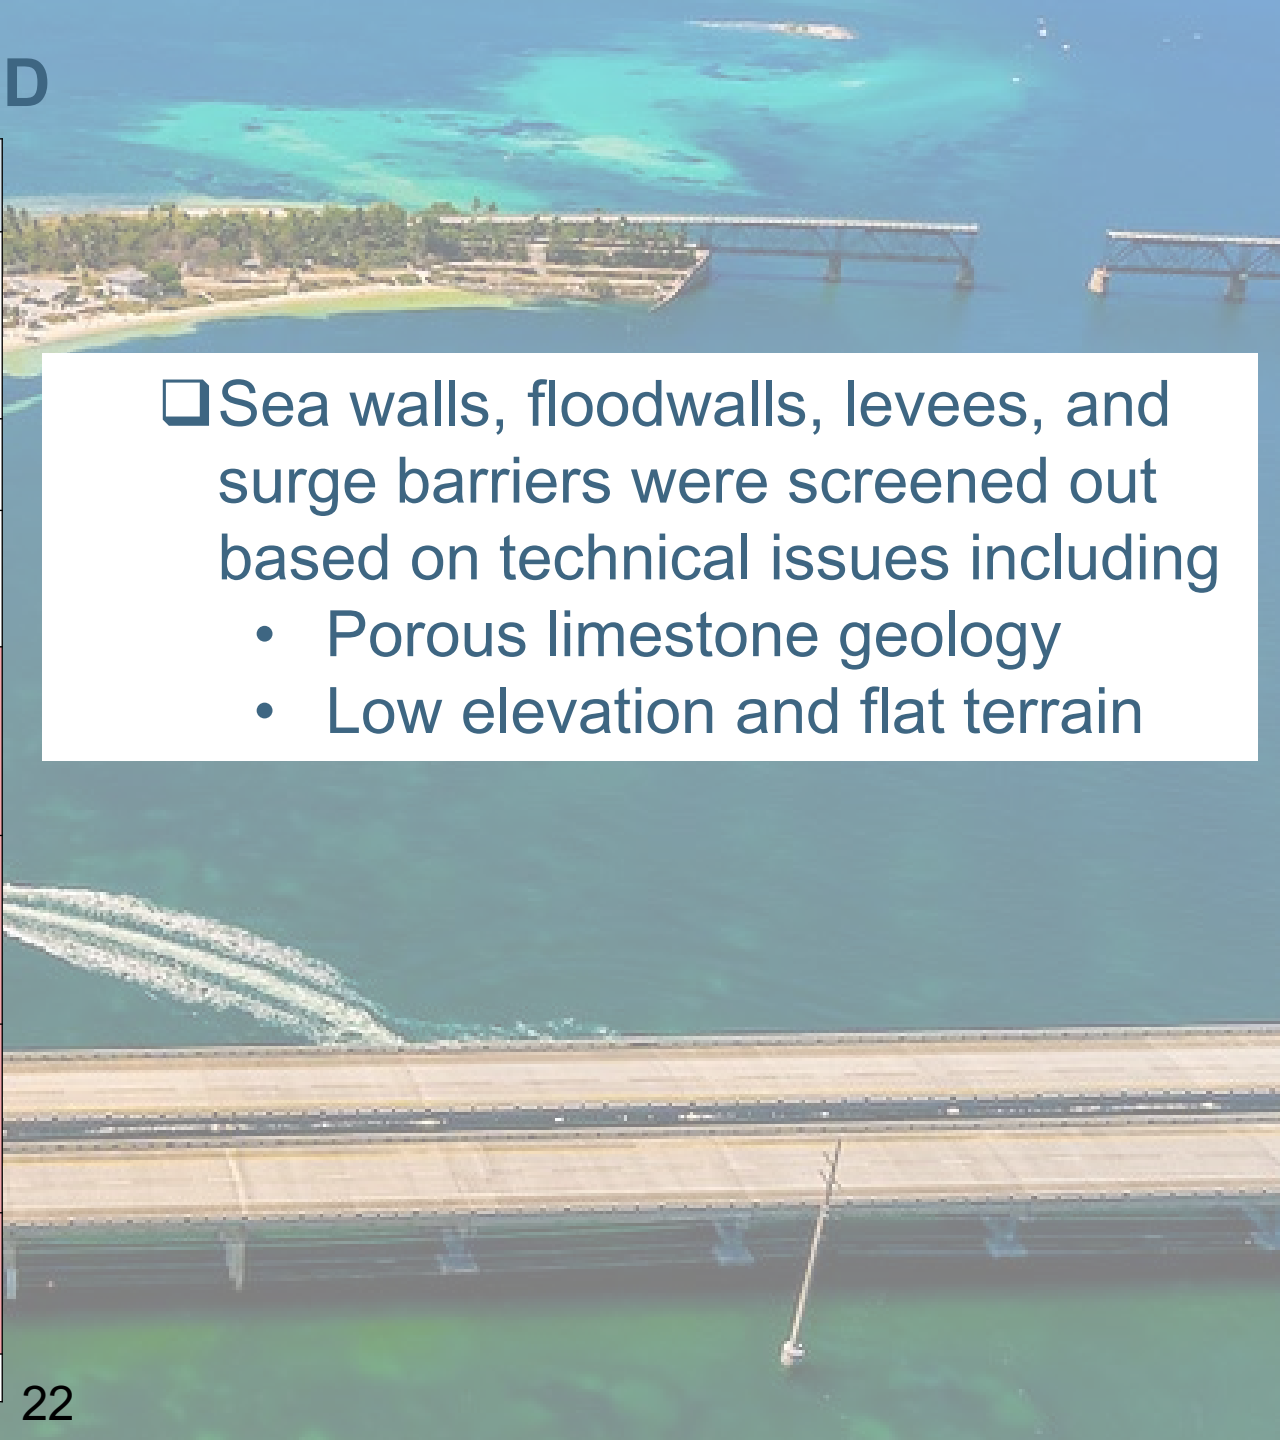 D
❑Sea walls, floodwalls, levees, and
surge barriers were screened out
based on technical issues including
• Porous limestone geology
• Low elevation and flat terrain
22